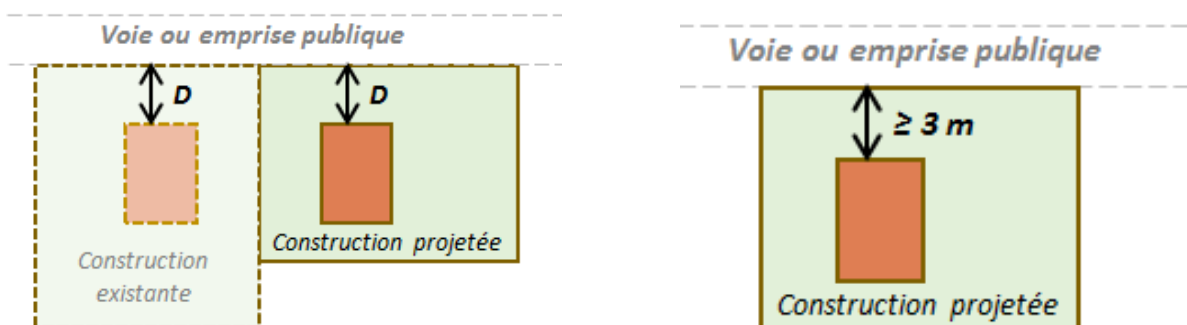 Voie ou emprise publique
D
D
Construction projetée
Construction
existante
Voie ou emprise publique
≥ 3 m
Construction projetée